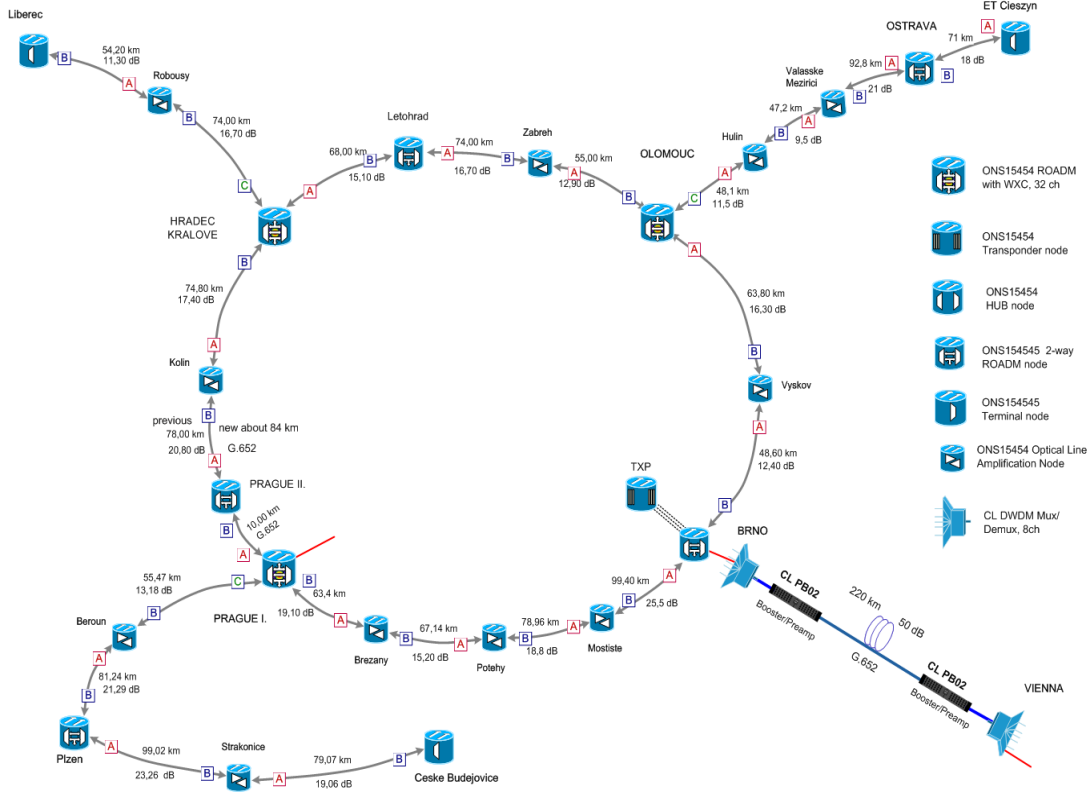 Liberec
B
54,20 km
11,30 dB
A
Robousy
B
74,00 km
16,70 dB
C
HRADEC
KRALOVE
A
68,00 km
15,10 dB
B
Letohrad
A
74,00 km
16,70 dB
B
Zabreh
A
55,00 km
12,90 dB
B
OLOMOUC
C
48,1 km
11,5 dB
A
Hulin
B
47,2 km
9,5 dB
A
Valasske
Mezirici
B
92,8 km
21 dB
A
OSTRAVA
B
71 km
18 dB
A
ET Cieszyn
A
63,80 km
16,30 dB
B
Vyskov
A
48,60 km
12,40 dB
B
TXP
BRNO
B
74,80 km
17,40 dB
A
Kolin
B
previous
78,00 km
20,80 dB
new about 84 km
G.652
A
PRAGUE II.
B
10,00 km
G.652
A
PRAGUE I.
C
55,47 km
13,18 dB
B
Beroun
A
81,24 km
21,29 dB
B
Plzen
A
99,02 km
23,26 dB
B
Strakonice
A
79,07 km
19,06 dB
B
Ceske Budejovice
B
63,4 km
19,10 dB
A
Brezany
B
67,14 km
15,20 dB
A
Potehy
B
78,96 km
18,8 dB
A
Mostiste
B
99,40 km
25,5 dB
A
CL PB02
Booster/Preamp
220 km
50 dB
G.652
CL PB02
Booster/Preamp
VIENNA
ONS15454 ROADM
with WXC, 32 ch
ONS15454
Transponder node
ONS15454
HUB node
ONS154545 2-way
ROADM node
ONS154545
Terminal node
ONS15454 Optical Line
Amplification Node
CL DWDM Mux/
Demux, 8ch